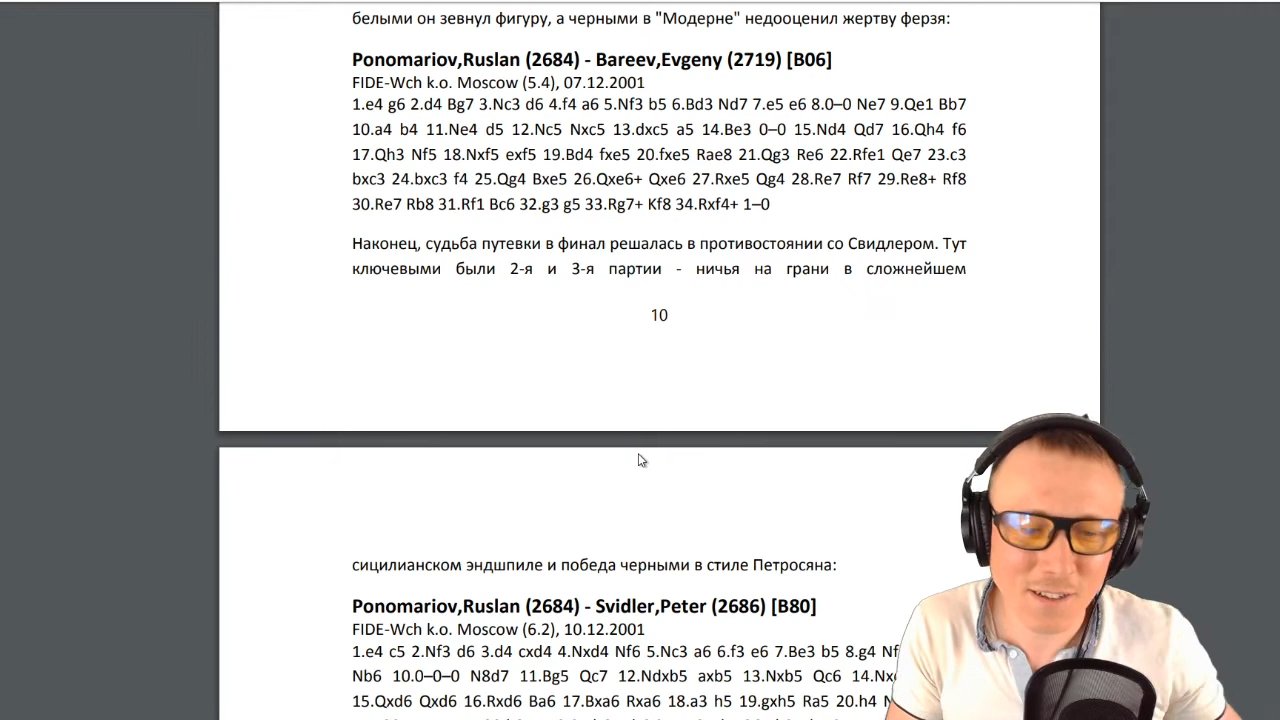 белыми он зевнул фигуру, а черными в "Модерне" недооценил жертву ферзя:
Ponomariov,Ruslan (2684) - Bareev,Evgeny (2719) [B06]
FIDE-Wch k.o. Moscow (5.4), 07.12.2001
1.e4 g6 2.d4 Bg7 3.Nc3 d6 4.f4 a6 5.Nf3 b5 6.Bd3 Nd7 7.e5 e6 8.0–0 Ne7 9.Qe1 Bb7
10.a4 b4 11.Ne4 d5 12.Nc5 Nxc5 13.dxc5 a5 14.Be3 0–0 15.Nd4 Qd7 16.Qh4 f6
17.Qh3 Nf5 18.Nxf5 exf5 19.Bd4 fxe5 20.fxe5 Rae8 21.Qg3 Re6 22.Rfe1 Qe7 23.c3
bxc3 24.bxc3 f4 25.Qg4 Bxe5 26.Qxe6+ Qxe6 27.Rxe5 Qg4 28.Re7 Rf7 29.Re8+ Rf8
30.Re7 Rb8 31.Rf1 Bc6 32.g3 g5 33.Rg7+ Kf8 34.Rxf4+ 1–0
Наконец, судьба путевки в финал решалась в противостоянии со Свидлером. Тут
ключевыми были 2-я и 3-я партии - ничья на грани в сложнейшем
10
сицилианском эндшпиле и победа черными в стиле Петросяна:
Ponomariov,Ruslan (2684) - Svidler,Peter (2686) [B80]
FIDE-Wch k.o. Moscow (6.2), 10.12.2001
1.e4 c5 2.Nf3 d6 3.d4 cxd4 4.Nxd4 Nf6 5.Nc3 a6 6.f3 e6 7.Be3 b5 8.g4
Nb6 10.0–0–0 N8d7 11.Bg5 Qc7 12.Ndxb5 axb5 13.Nxb5 Qc6
15.Qxd6 Qxd6 16.Rxd6 Ba6 17.Bxa6 Rxa6 18.a3 h5 19.gxh5 Ra5 20.h4